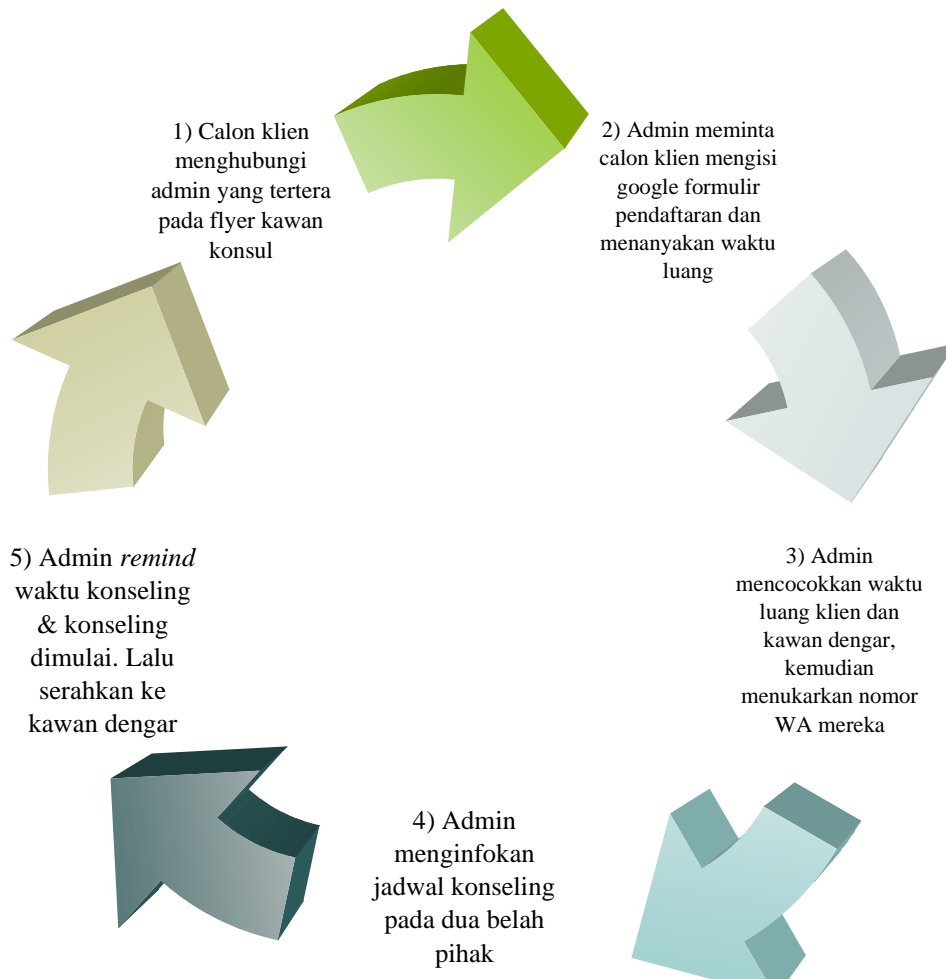 1) Calon klien
menghubungi
admin yang tertera
pada flyer kawan
konsul
2) Admin meminta
calon klien mengisi
google formulir
pendaftaran dan
menanyakan waktu
luang
3) Admin
mencocokkan waktu
luang klien dan
kawan dengar,
kemudian
menukarkan nomor
WA mereka
4) Admin
menginfokan
jadwal konseling
pada dua belah
pihak
5) Admin remind
waktu konseling
& konseling
dimulai. Lalu
serahkan ke
kawan dengar